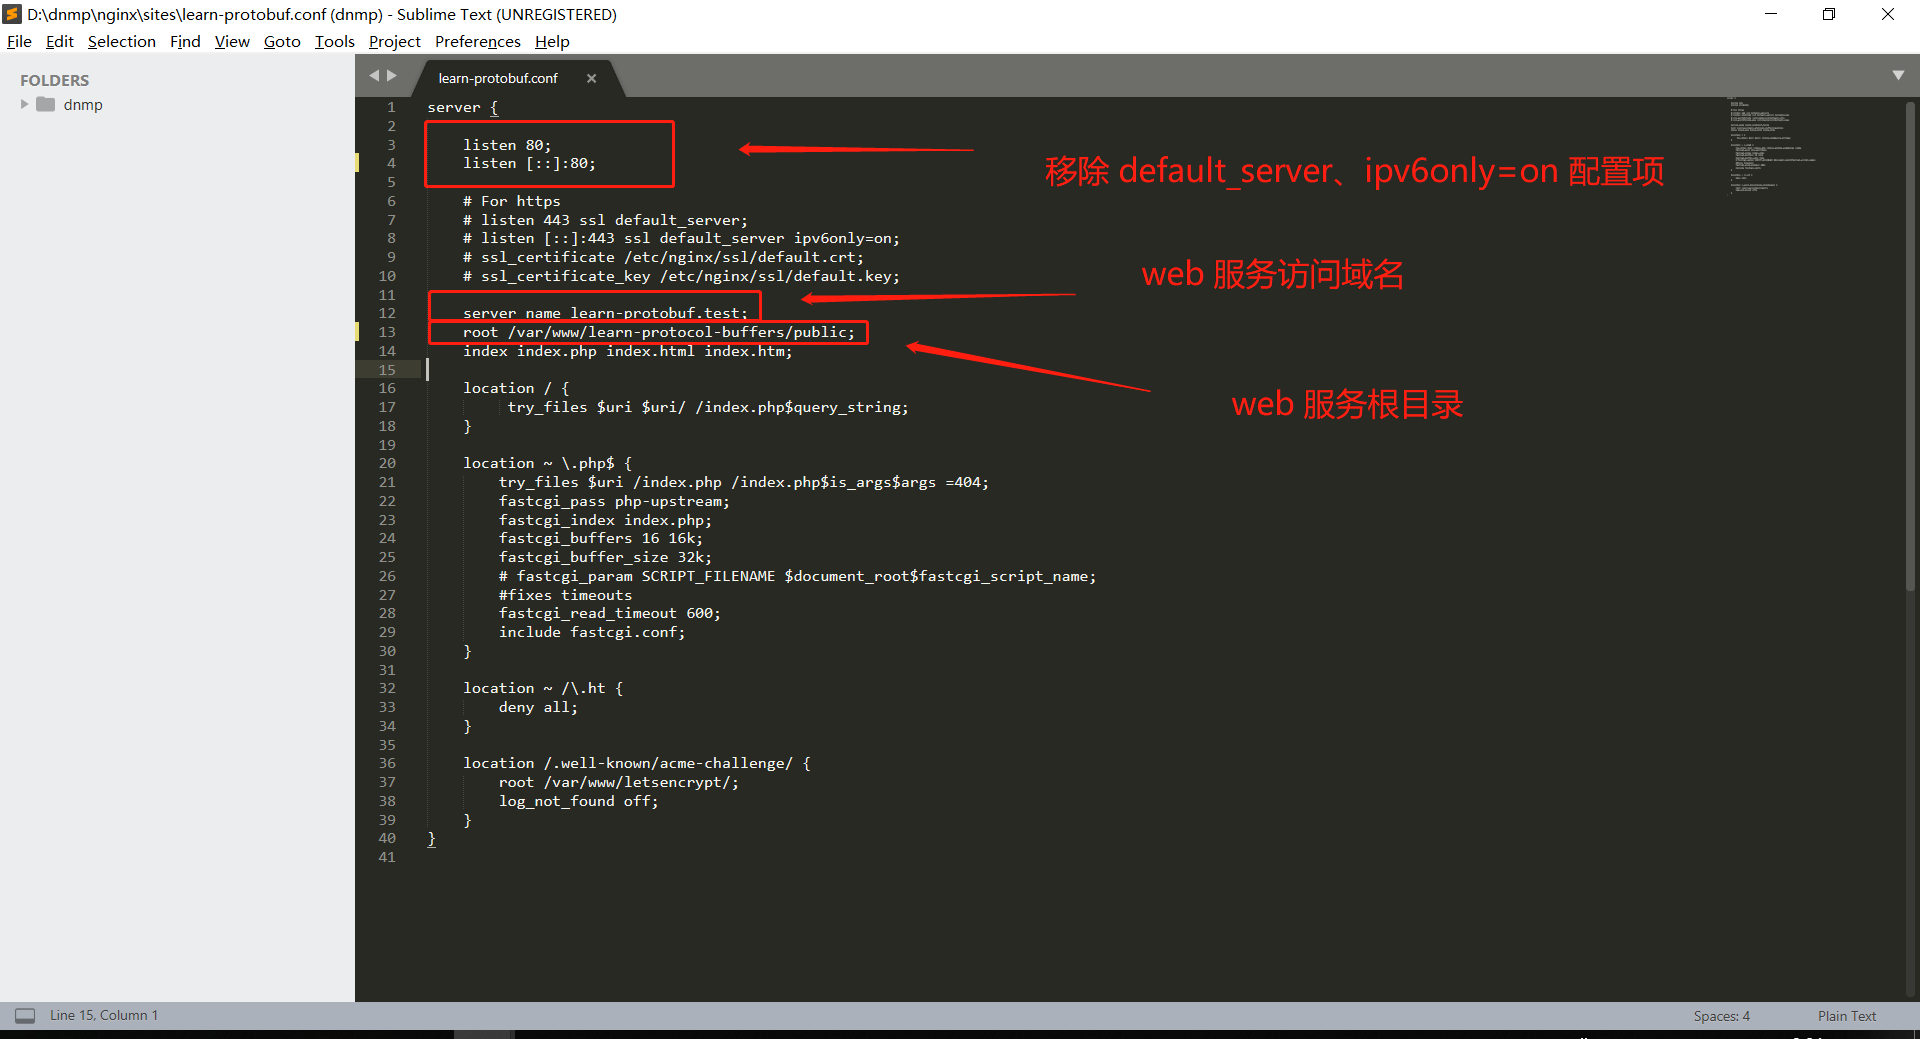 D:\dnmp\nginx\sites\learn-protobuf.conf (dnmp) - Sublime Text (UNREGISTERED)
File Edit Selection Find View Goto Tools Project Preferences Help
FOLDERS
dnmp
learn-protobuf.conf
1 server {
2
3 listen 80;
4 listen [::]:80;
5
移除 default_server、ipv6only=on 配置项
6 # For https
7 # listen 443 ssl default_server;
8 # listen [::]:443 ssl default_server ipv6only=on;
9 # ssl_certificate /etc/nginx/ssl/default.crt;
10 # ssl_certificate_key /etc/nginx/ssl/default.key;
web 服务访问域名
11
12 server_name learn-protobuf.test;
13 root /var/www/learn-protocol-buffers/public;
14 index index.php index.html index.htm;
15
16 location / {
17 try_files $uri $uri/ /index.php$query_string;
web 服务根目录
18 }
19
20 location ~ \.php$ {
21 try_files $uri /index.php /index.php$is_args$args =404;
22 fastcgi_pass php-upstream;
23 fastcgi_index index.php;
24 fastcgi_buffers 16 16k;
25 fastcgi_buffer_size 32k;
26 # fastcgi_param SCRIPT_FILENAME $document_root$fastcgi_script_name;
27 #fixes timeouts
28 fastcgi_read_timeout 600;
29 include fastcgi.conf;
30 }
31
32 location ~ /\.ht {
33 deny all;
34 }
35
36 location /.well-known/acme-challenge/ {
37 root /var/www/letsencrypt/;
38 log_not_found off;
39 }
40 }
41
Line 15, Column 1
Spaces: 4
Plain Text